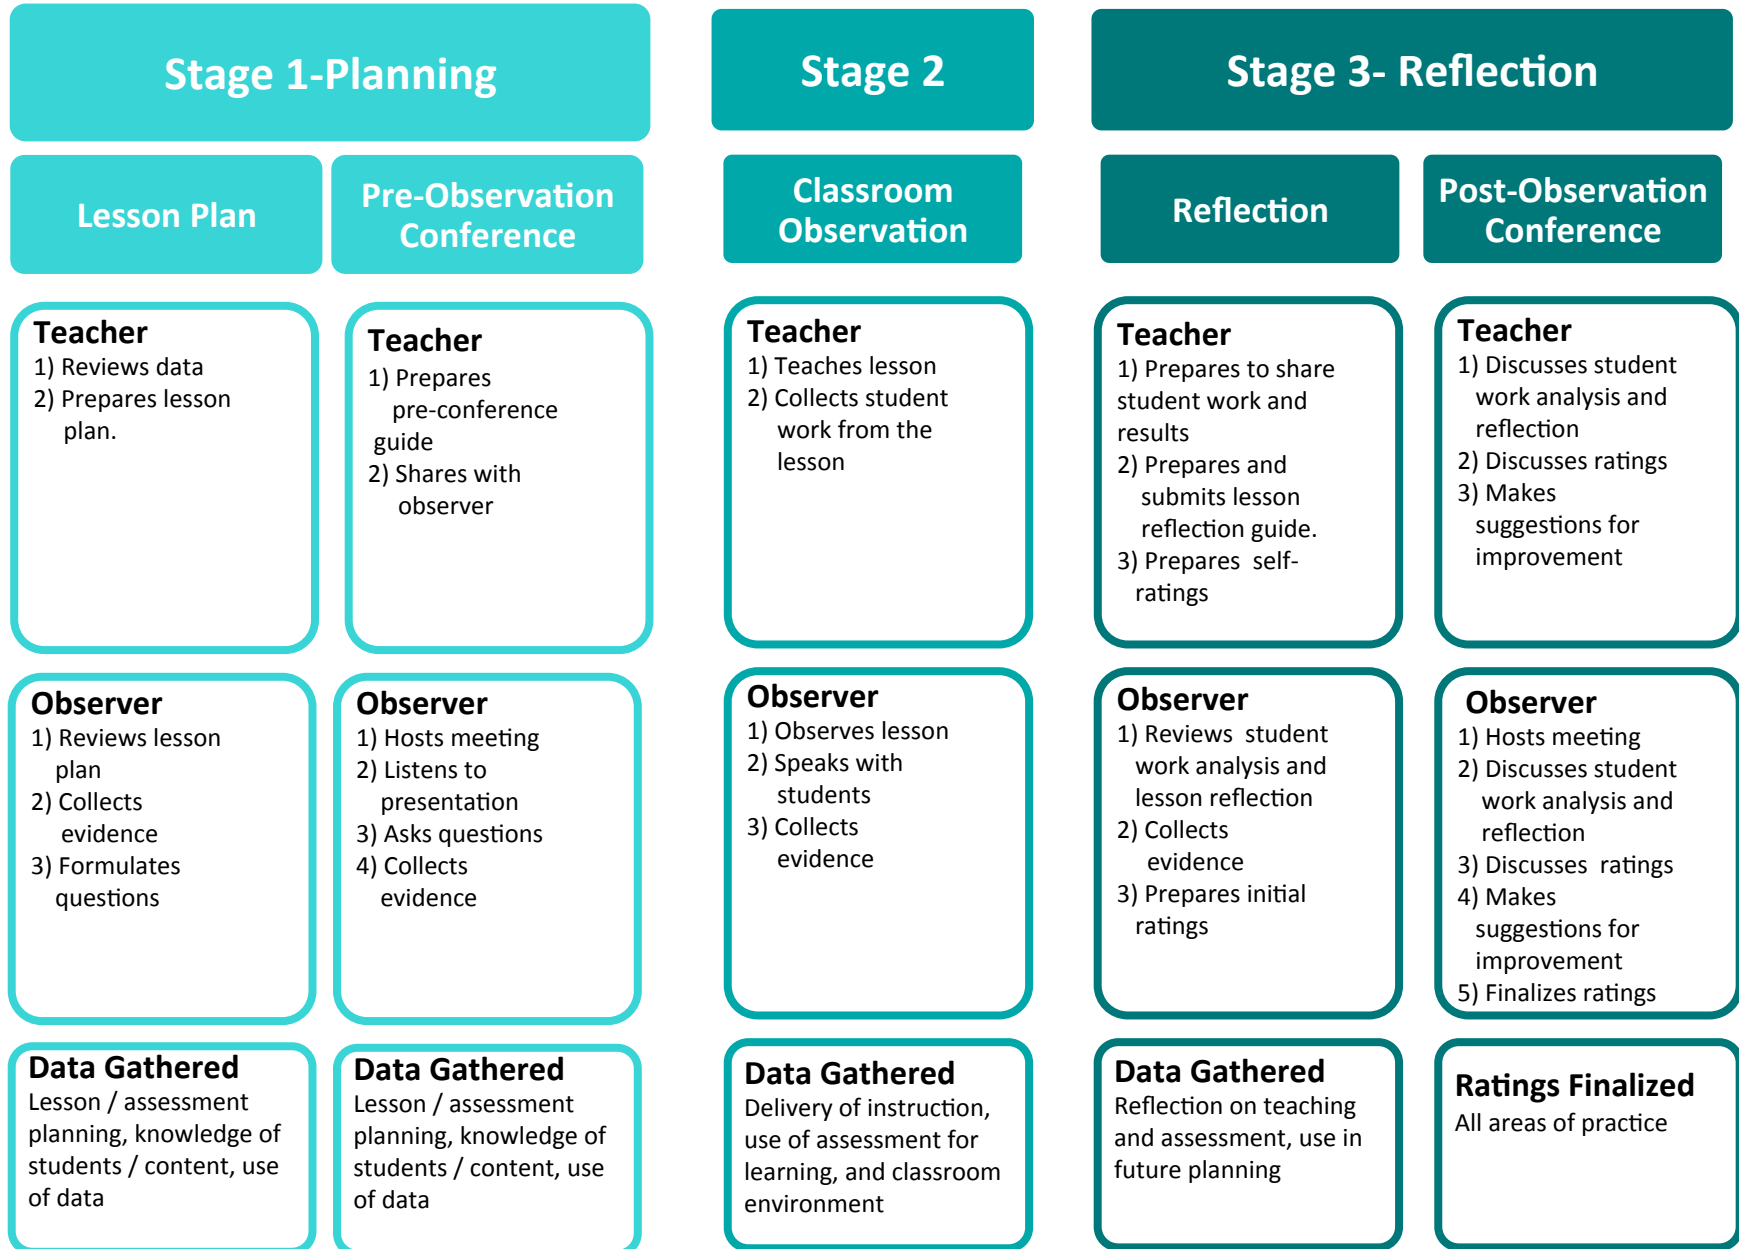 Stage 1-Planning
Stage 2
Stage 3- Reflection
Lesson Plan
Pre-Observation
Conference
Classroom
Observation
Reflection
Post-Observation
Conference
Teacher
1) Reviews data
2) Prepares lesson
plan.
Teacher
1) Prepares
pre-conference
guide
2) Shares with
observer
Teacher
1) Teaches lesson
2) Collects student
work from the
lesson
Teacher
1) Prepares to share
student work and
results
2) Prepares and
submits lesson
reflection guide.
3) Prepares self-
ratings
Teacher
1) Discusses student
work analysis and
reflection
2) Discusses ratings
3) Makes
suggestions for
improvement
Observer
1) Reviews lesson
plan
2) Collects
evidence
3) Formulates
questions
Observer
1) Hosts meeting
2) Listens to
presentation
3) Asks questions
4) Collects
evidence
Observer
1) Observes lesson
2) Speaks with
students
3) Collects
evidence
Observer
1) Reviews student
work analysis and
lesson reflection
2) Collects
evidence
3) Prepares initial
ratings
Observer
1) Hosts meeting
2) Discusses student
work analysis and
reflection
3) Discusses ratings
4) Makes
suggestions for
improvement
5) Finalizes ratings
Data Gathered
Lesson / assessment
planning, knowledge of
students / content, use
of data
Data Gathered
Lesson / assessment
planning, knowledge of
students / content, use
of data
Data Gathered
Delivery of instruction,
use of assessment for
learning, and classroom
environment
Data Gathered
Reflection on teaching
and assessment, use in
future planning
Ratings Finalized
All areas of practice